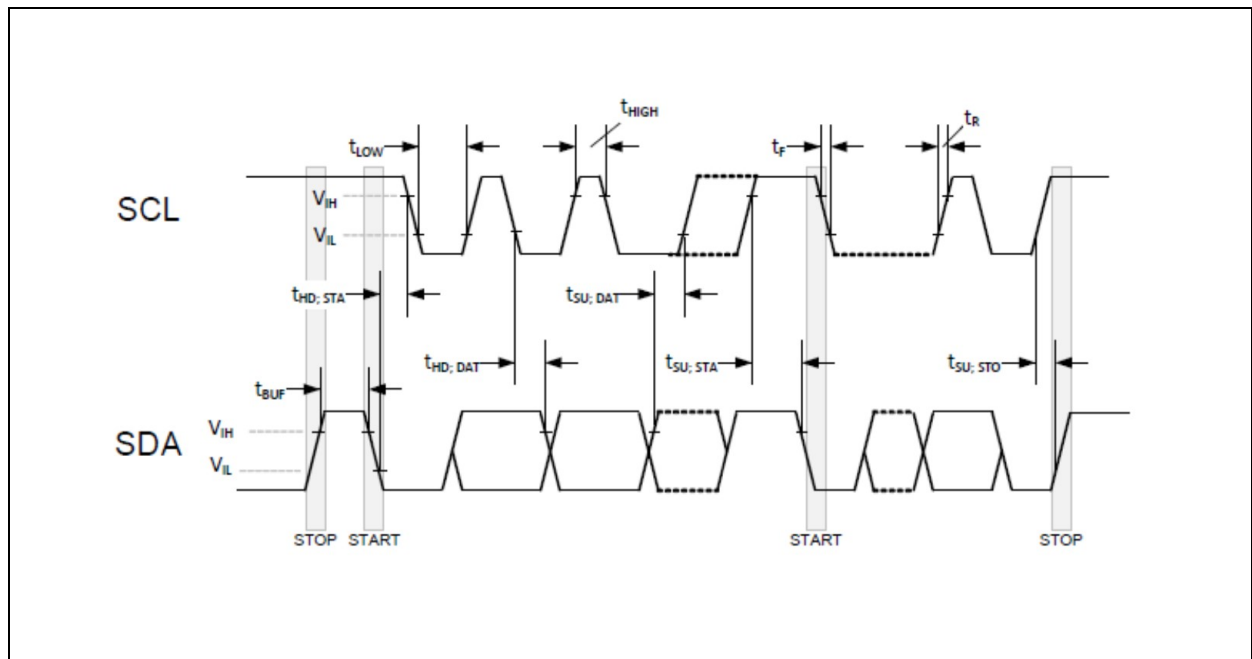 tHIGH
tR
tLOW
tF
SCL
VIH
VIL
tHD; STA
tSU; DAT
tHD; DAT
tSU; STA
tSU; STO
tBUF
VIH
SDA
VIL
STOP START START STOP